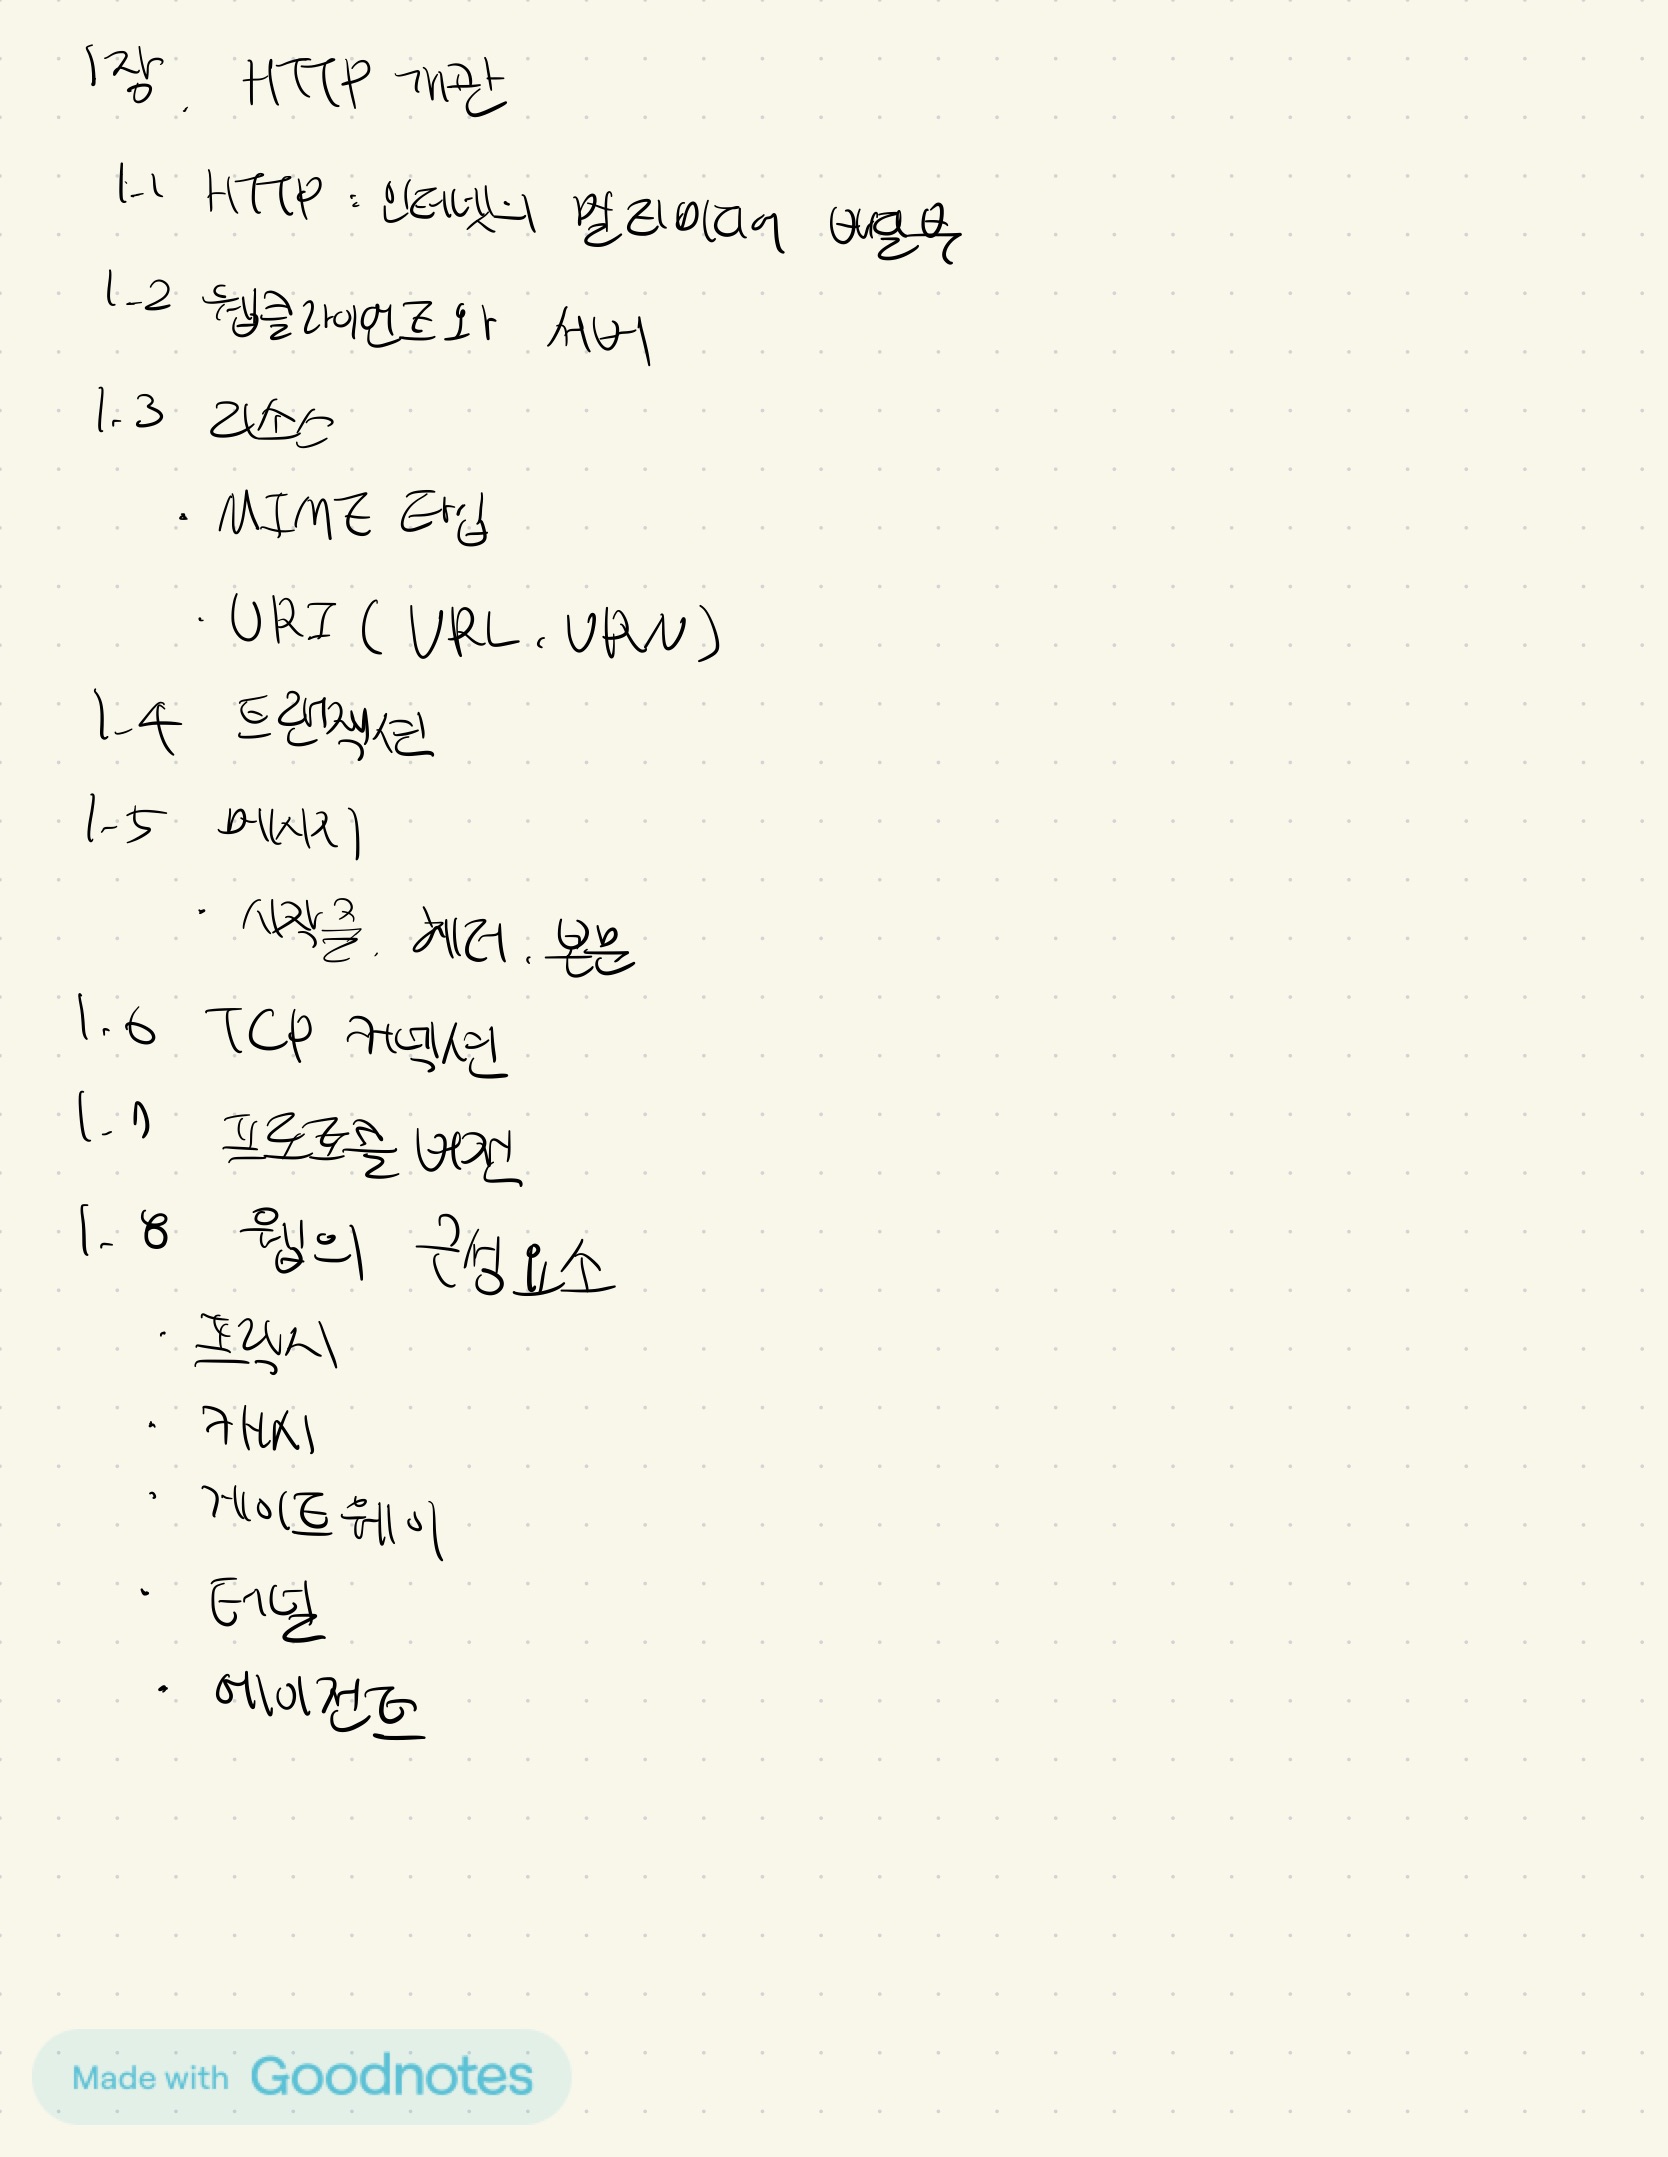 1장. HTTP 개관
1-1 HTTP : 인터넷의 멀티미디어 배달부
1-2 웹클라이언트와 서버
1-3 리소스
· MIME 타입
· URI ( URL, URN )
1-4 트랜잭션
1-5 메시지
· 시작줄, 헤더, 본문
1-6 TCP 커넥션
1-7 프로토콜 버전
1-8 웹의 구성요소
· 프락시
· 캐시
· 게이트웨이
· 터널
· 에이전트
Made with Goodnotes